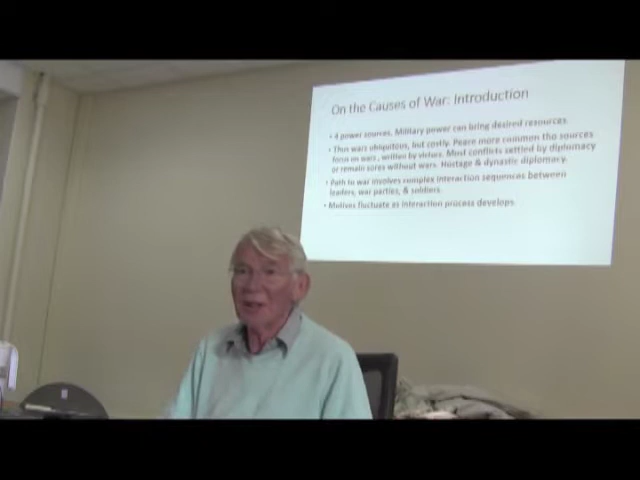 On the Causes of War: Introduction
• 4 power sources. Military power can bring desired resources.
• Thus wars ubiquitous, but costly. Peace more common tho sources
focus on wars, written by victors. Most conflicts settled by diplomacy
or remain sores without wars. Hostage & dynastic diplomacy.
• Path to war involves complex interaction sequences between
leaders, war parties, & soldiers.
• Motives fluctuate as interaction process develops.